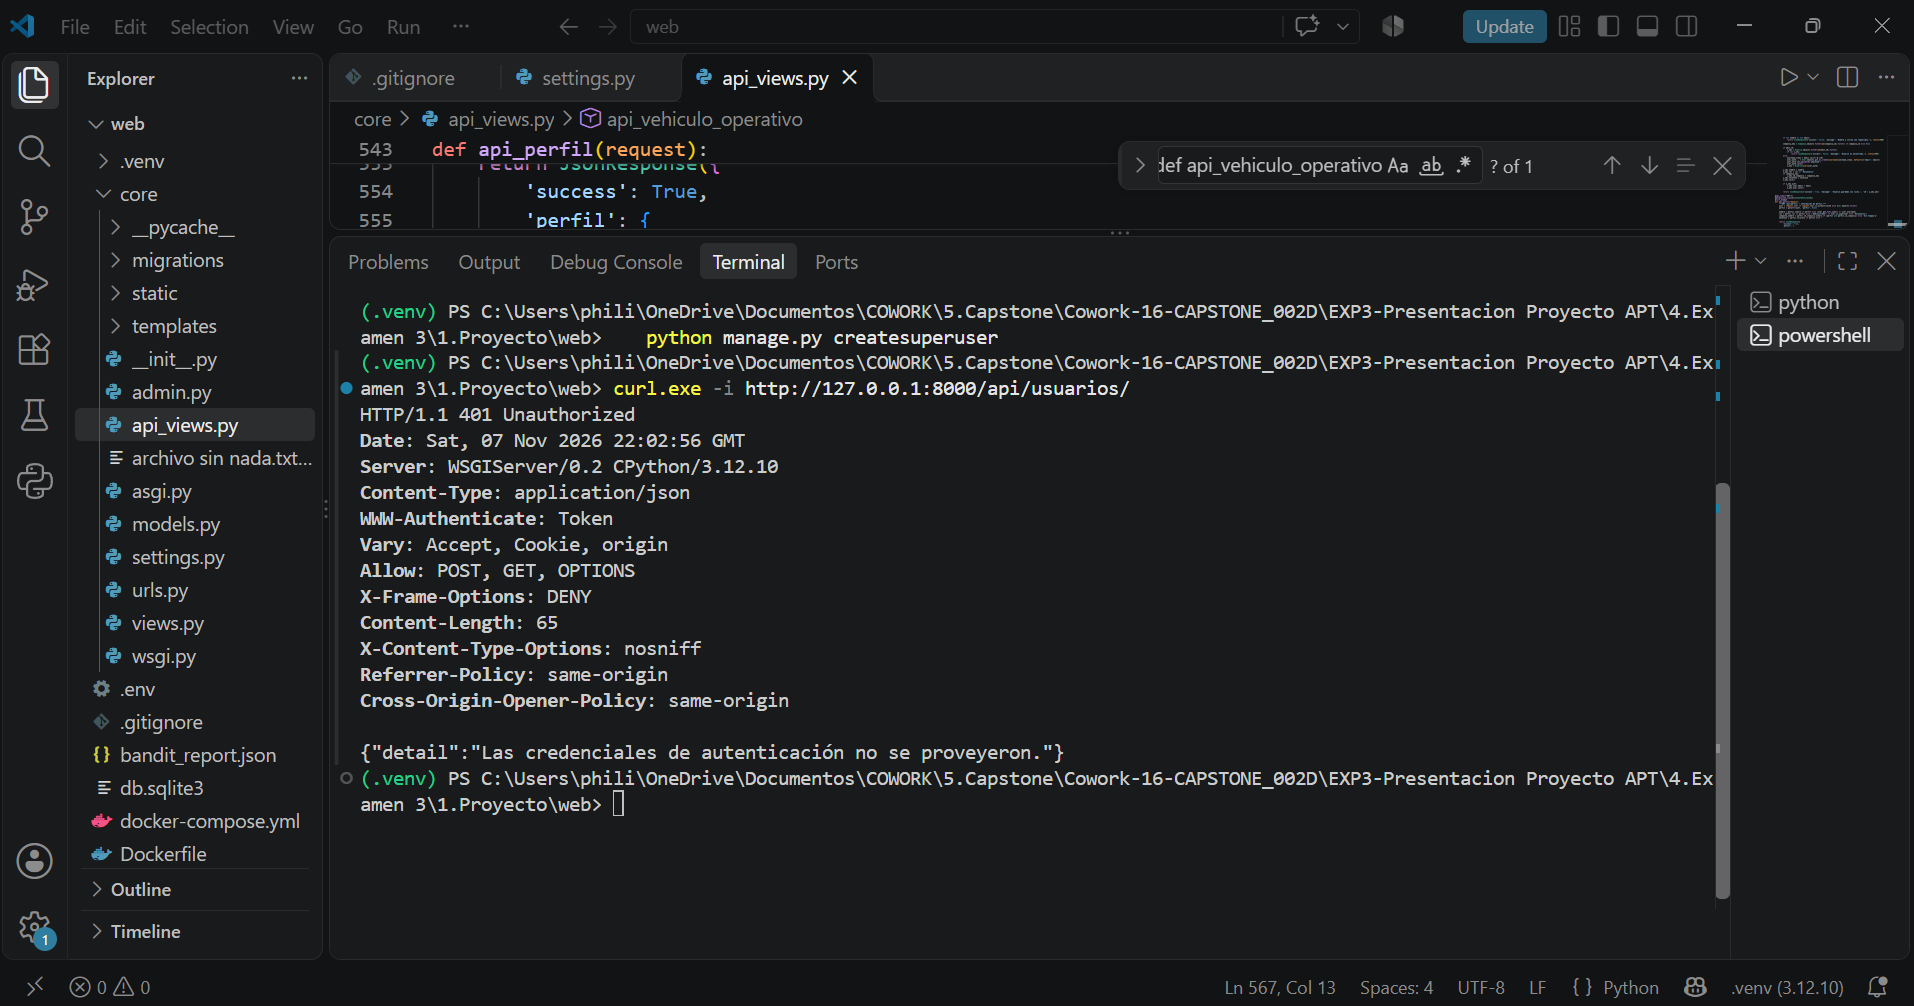 File Edit Selection View Go Run ···
web
Update
Explorer
web
.venv
core
__pycache__
migrations
static
templates
__init__.py
admin.py
api_views.py
archivo sin nada.txt...
asgi.py
models.py
settings.py
urls.py
views.py
wsgi.py
.env
.gitignore
bandit_report.json
db.sqlite3
docker-compose.yml
Dockerfile
Outline
Timeline
1
.gitignore settings.py api_views.py
core > api_views.py > api_vehiculo_operativo
543 def api_perfil(request):
553 return JsonResponse({
554 'success': True,
555 'perfil': {
def api_vehiculo_operativo Aa ab .* ? of 1
Problems Output Debug Console Terminal Ports
(.venv) PS C:\Users\phili\OneDrive\Documentos\COWORK\5.Capstone\Cowork-16-CAPSTONE_002D\EXP3-Presentacion Proyecto APT\4.Ex
amen 3\1.Proyecto\web> python manage.py createsuperuser
(.venv) PS C:\Users\phili\OneDrive\Documentos\COWORK\5.Capstone\Cowork-16-CAPSTONE_002D\EXP3-Presentacion Proyecto APT\4.Ex
amen 3\1.Proyecto\web> curl.exe -i http://127.0.0.1:8000/api/usuarios/
HTTP/1.1 401 Unauthorized
Date: Sat, 07 Nov 2026 22:02:56 GMT
Server: WSGIServer/0.2 CPython/3.12.10
Content-Type: application/json
WWW-Authenticate: Token
Vary: Accept, Cookie, origin
Allow: POST, GET, OPTIONS
X-Frame-Options: DENY
Content-Length: 65
X-Content-Type-Options: nosniff
Referrer-Policy: same-origin
Cross-Origin-Opener-Policy: same-origin
{"detail":"Las credenciales de autenticación no se proveyeron."}
(.venv) PS C:\Users\phili\OneDrive\Documentos\COWORK\5.Capstone\Cowork-16-CAPSTONE_002D\EXP3-Presentacion Proyecto APT\4.Ex
amen 3\1.Proyecto\web>
python
powershell
0 0
Ln 567, Col 13 Spaces: 4 UTF-8 LF { } Python .venv (3.12.10)